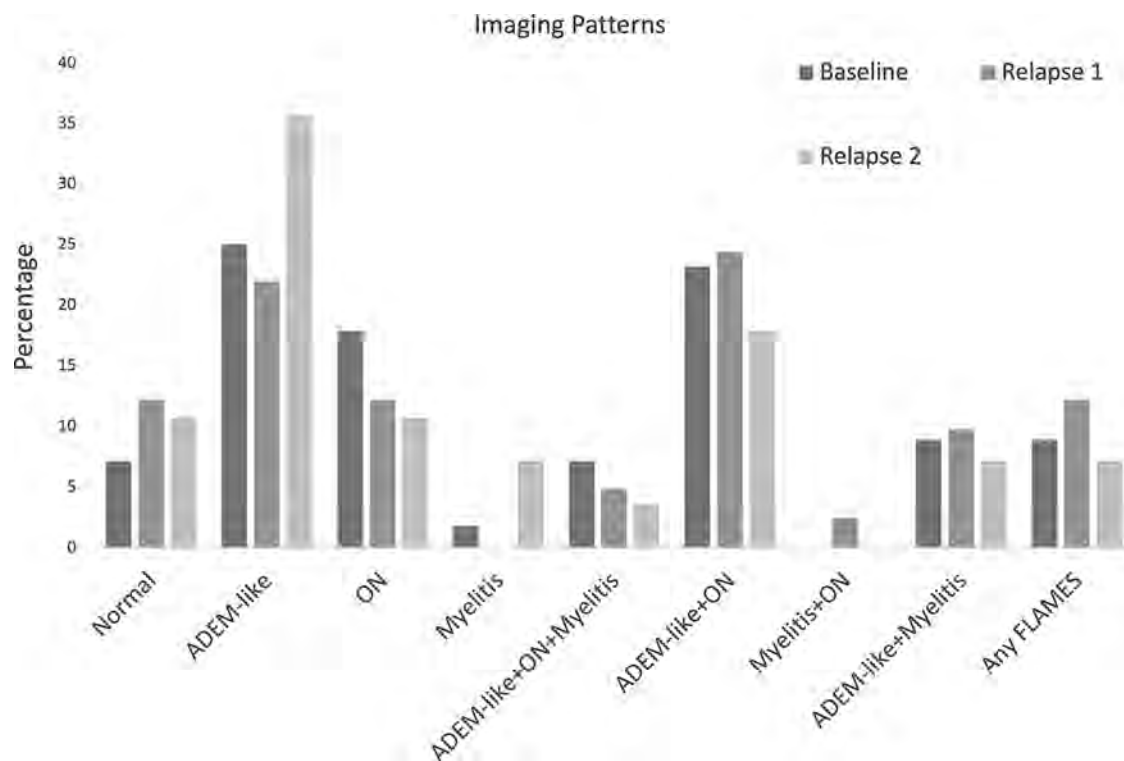 Imaging Patterns
Baseline
Relapse 1
Relapse 2
Percentage
40
35
30
25
20
15
10
5
0
Normal
ADEM-like
ON
Myelitis
ADEM-like+ON+Myelitis
ADEM-like+ON
Myelitis+ON
ADEM-like+Myelitis
Any FLAMES